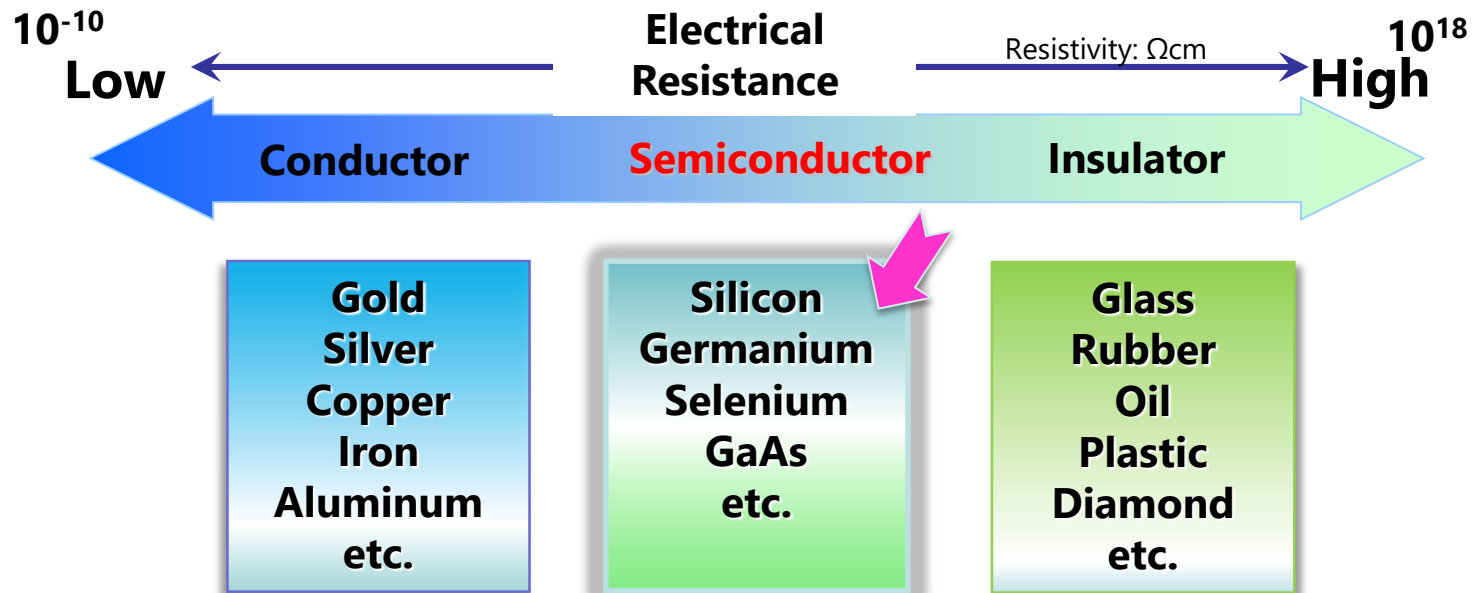 10⁻¹⁰
Low
Electrical
Resistance
Resistivity: Ωcm
10¹⁸
High
Conductor
Semiconductor
Insulator
Gold
Silver
Copper
Iron
Aluminum
etc.
Silicon
Germanium
Selenium
GaAs
etc.
Glass
Rubber
Oil
Plastic
Diamond
etc.